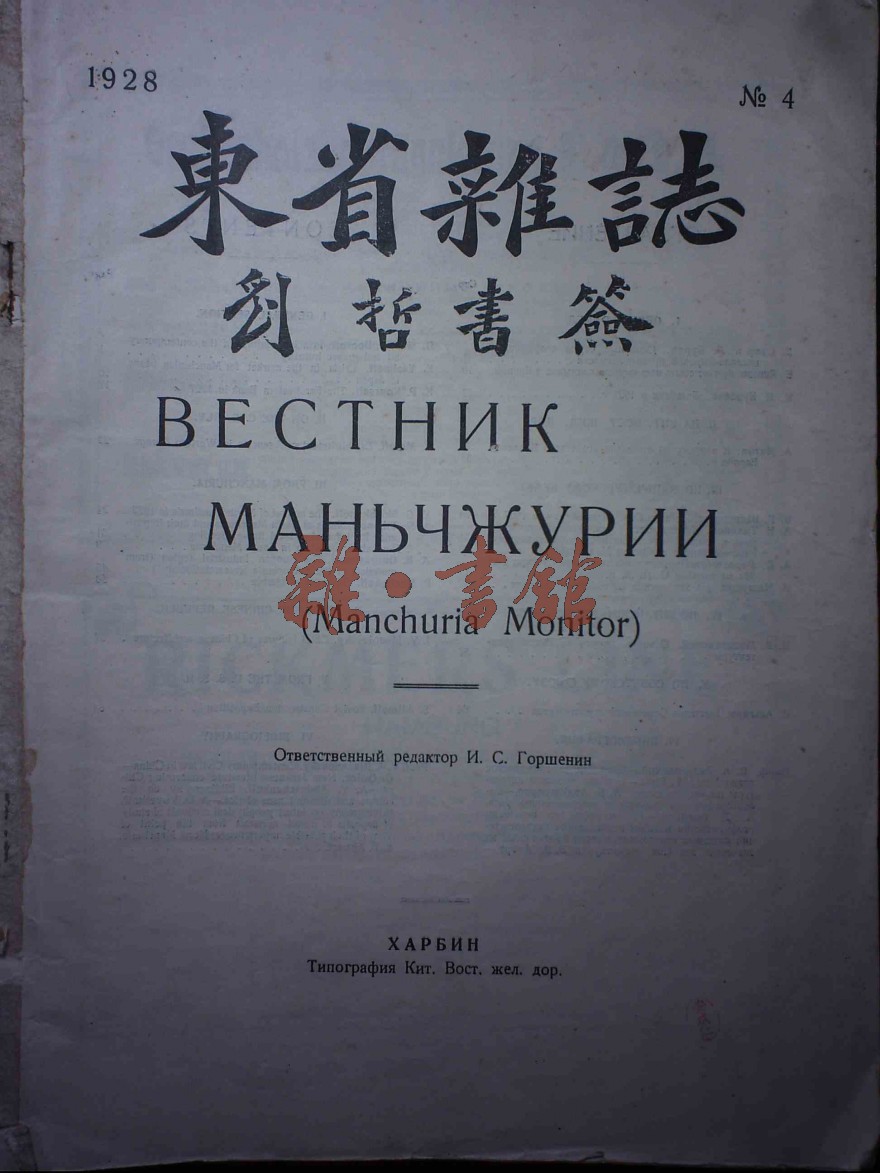 1928
№ 4
東省雜誌
劉哲書簽
ВЕСТНИК
МАНЬЧЖУРИИ
雜·書館
(Manchuria Monitor)
Ответственный редактор И. С. Горшенин
ХАРБИН
Типография Кит. Вост. жел. дор.